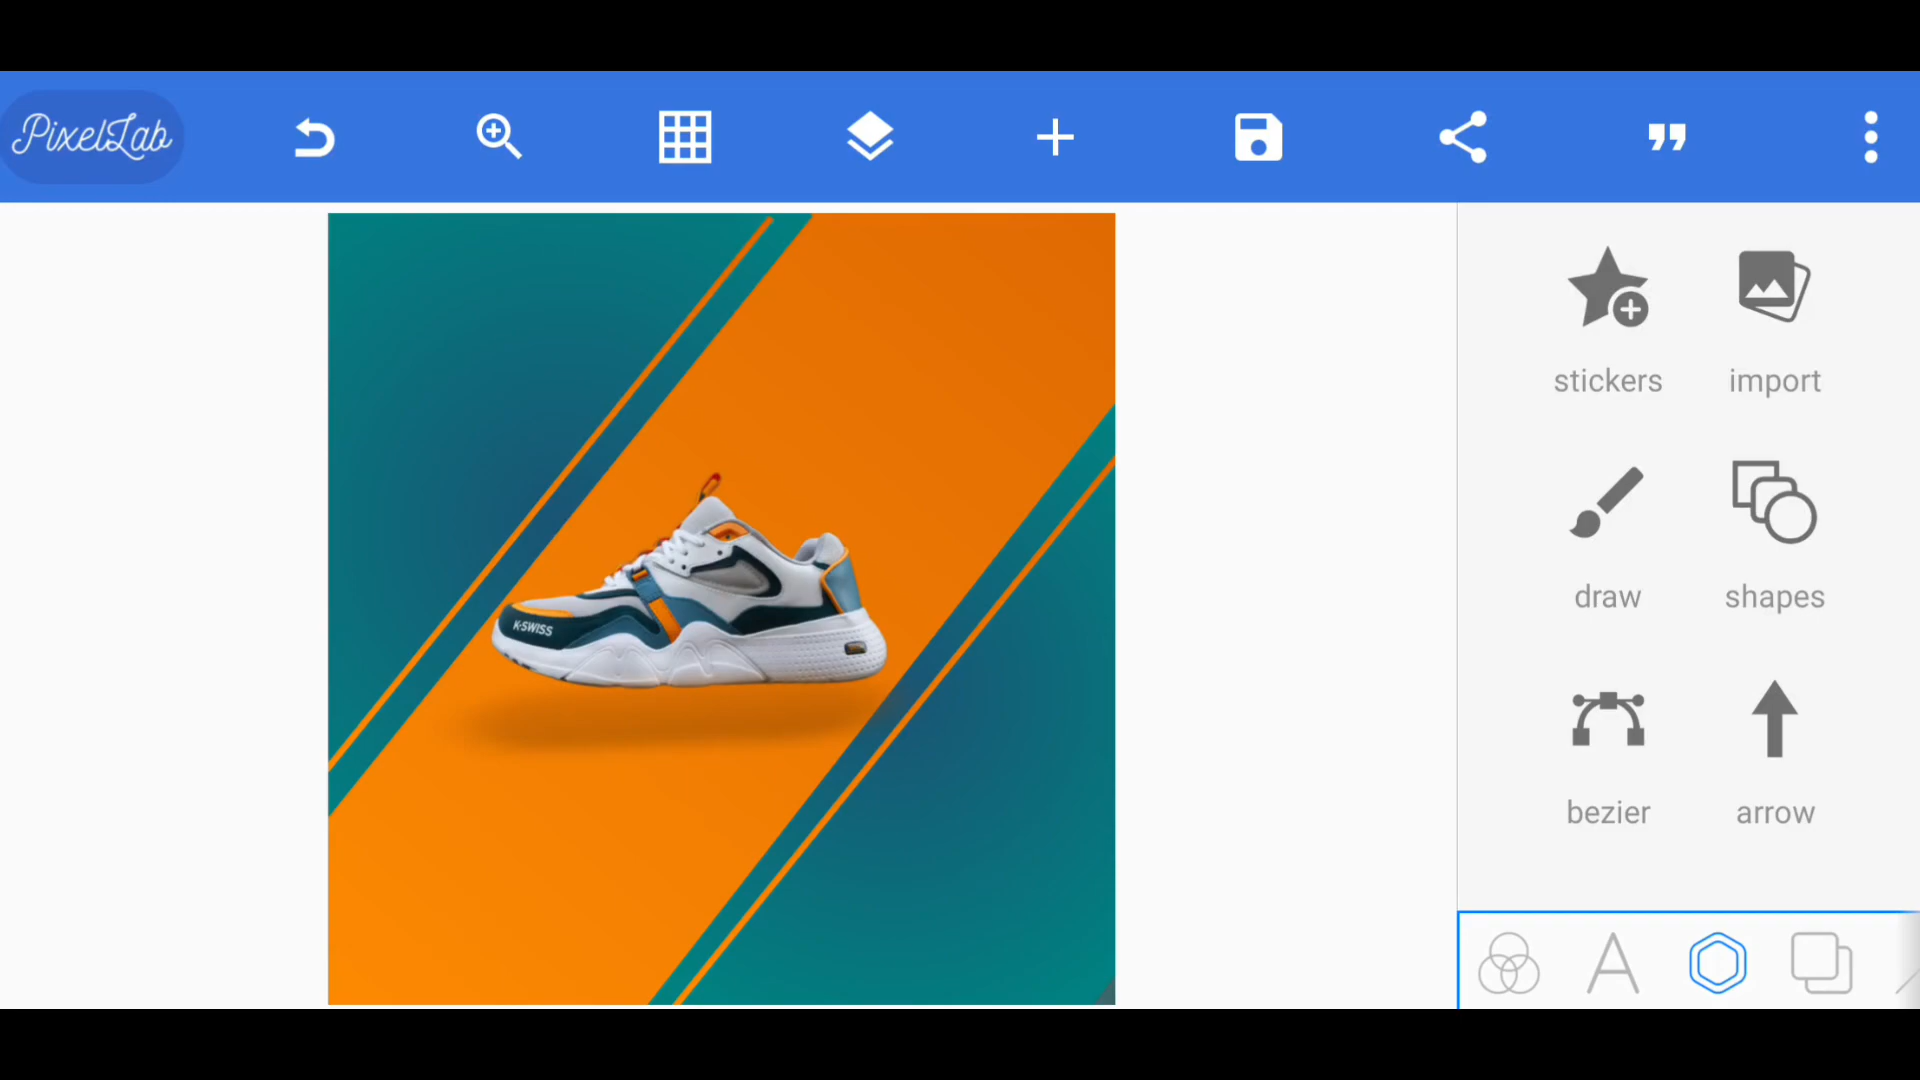 PixelLab
stickers
import
K·SWISS
draw
shapes
bezier
arrow